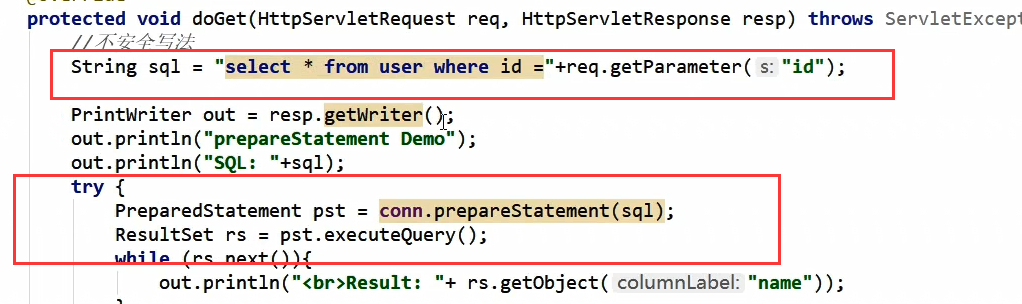 protected void doGet(HttpServletRequest req, HttpServletResponse resp) throws ServletExcept
//不安全写法
String sql = "select * from user where id ="+req.getParameter( s: "id");
PrintWriter out = resp.getWriter();
out.println("prepareStatement Demo");
out.println("SQL: "+sql);
try {
PreparedStatement pst = conn.prepareStatement(sql);
ResultSet rs = pst.executeQuery();
while (rs.next()){
out.println("<br>Result: "+ rs.getObject( columnLabel: "name"));